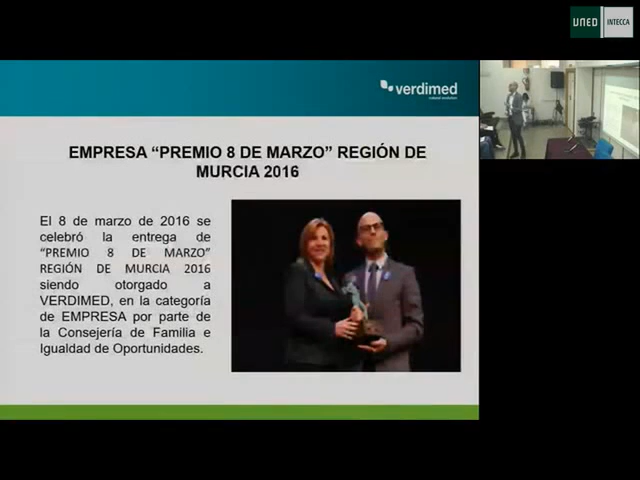 UNED
INTECCA
verdimed
EMPRESA “PREMIO 8 DE MARZO” REGIÓN DE
MURCIA 2016
El 8 de marzo de 2016 se
celebró la entrega de
“PREMIO 8 DE MARZO”
REGIÓN DE MURCIA 2016
siendo otorgado a
VERDIMED, en la categoría
de EMPRESA por parte de
la Consejería de Familia e
Igualdad de Oportunidades.